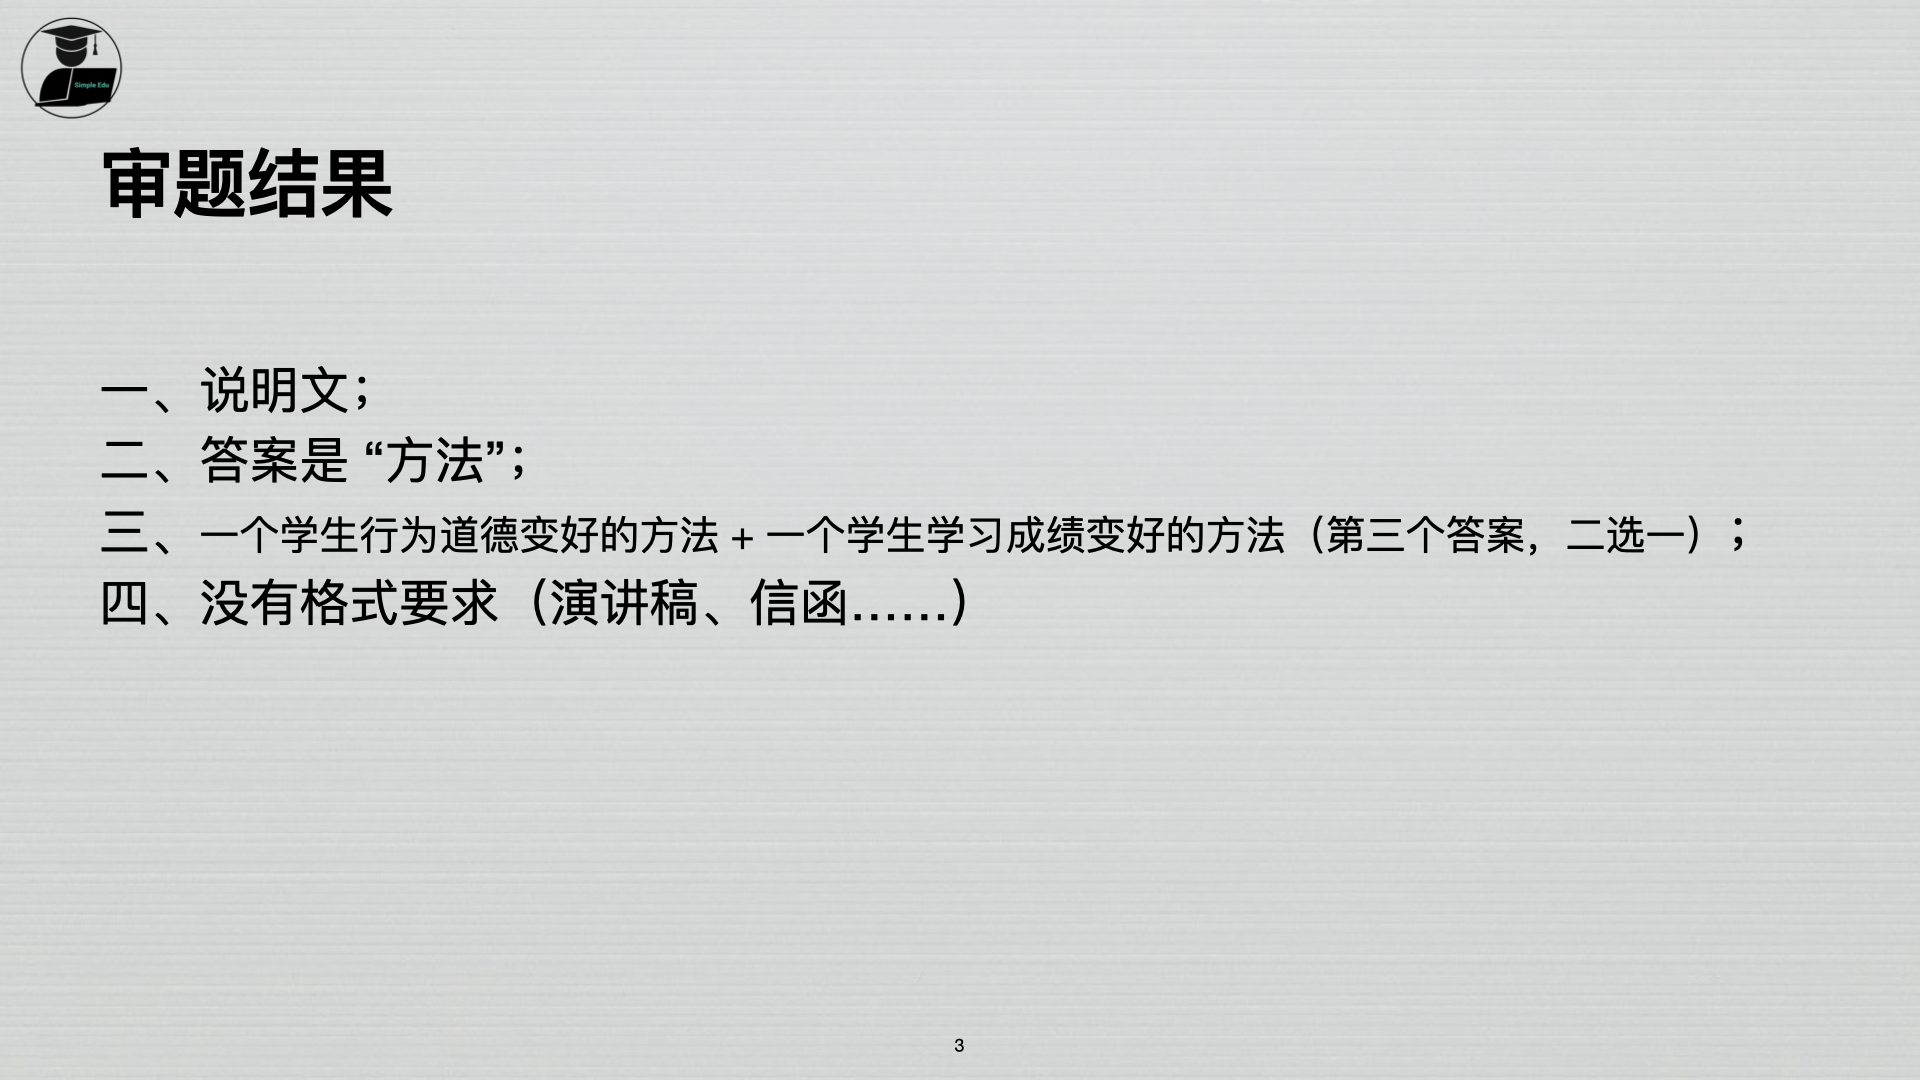 Simple Edu
审题结果
一、说明文；
二、答案是 “方法”；
三、一个学生行为道德变好的方法 + 一个学生学习成绩变好的方法（第三个答案，二选一）；
四、没有格式要求（演讲稿、信函……）
3